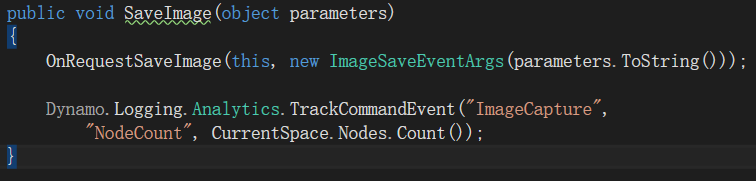 public void SaveImage(object parameters)
{
OnRequestSaveImage(this, new ImageSaveEventArgs(parameters.ToString()));
Dynamo.Logging.Analytics.TrackCommandEvent("ImageCapture",
"NodeCount", CurrentSpace.Nodes.Count());
}